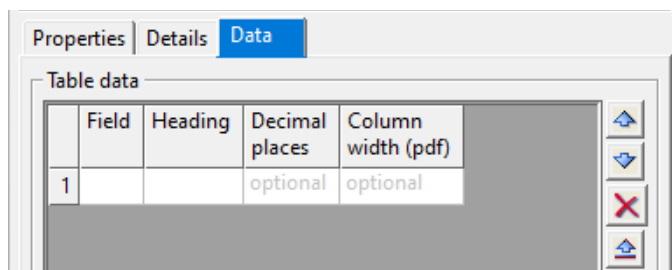 Properties Details Data
Table data
Field Heading Decimal places Column width (pdf)
1 optional optional